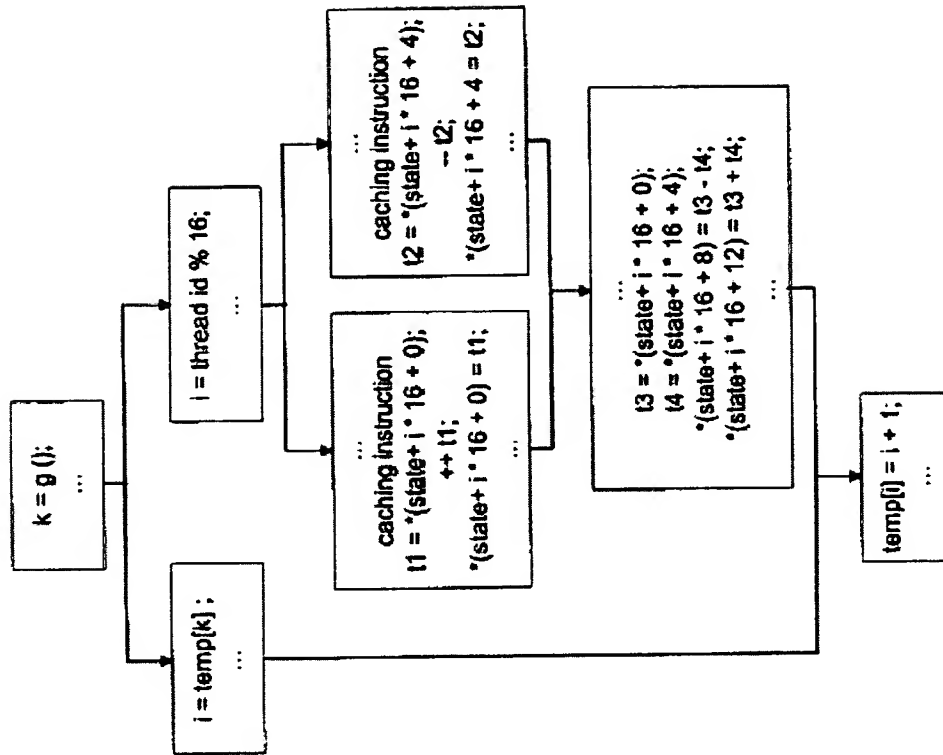 k = g ();
...
i = temp[k] ;
...
i = thread id % 16;
...
...
caching instruction
t1 = *(state+ i * 16 + 0);
++ t1;
*(state+ i * 16 + 0) = t1;
...
...
caching instruction
t2 = *(state+ i * 16 + 4);
-- t2;
*(state+ i * 16 + 4 = t2;
...
...
t3 = *(state+ i * 16 + 0);
t4 = *(state+ i * 16 + 4);
*(state+ i * 16 + 8) = t3 - t4;
*(state+ i * 16 + 12) = t3 + t4;
...
temp[i] = i + 1;
...